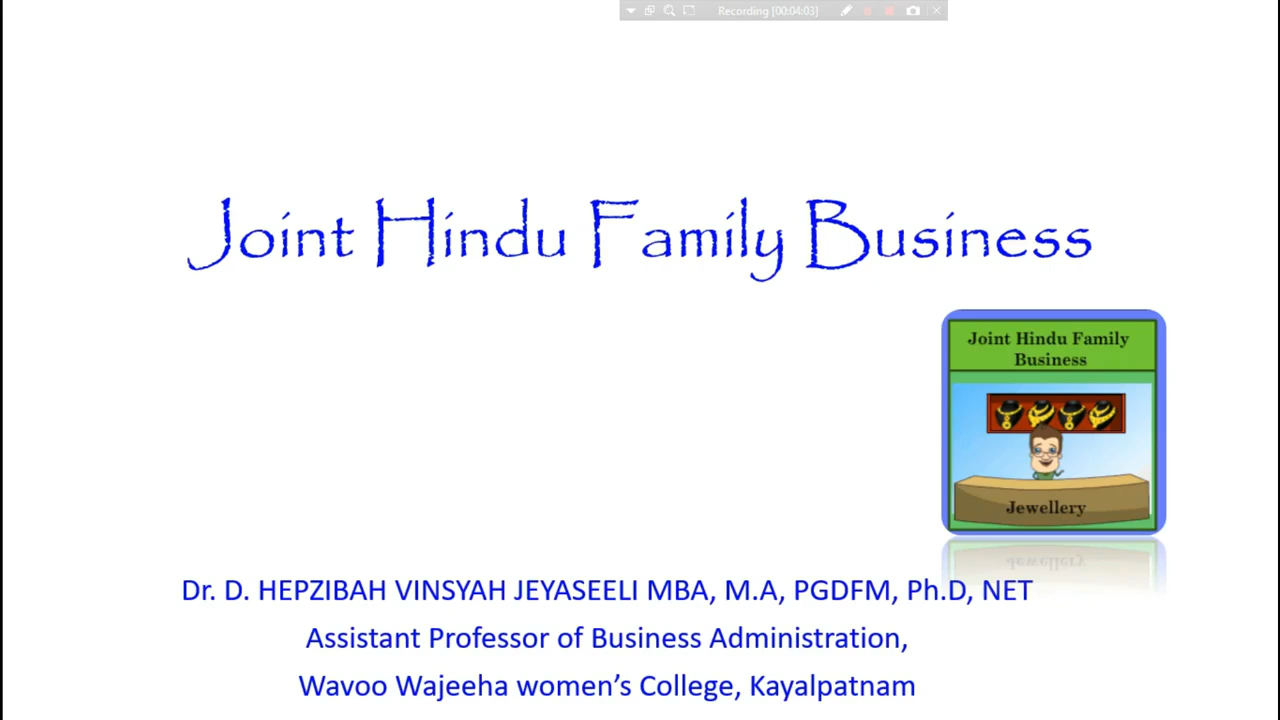 Recording [00:04:03]
Joint Hindu Family Business
Joint Hindu Family
Business
Jewellery
Dr. D. HEPZIBAH VINSYAH JEYASEELI MBA, M.A, PGDFM, Ph.D, NET
Assistant Professor of Business Administration,
Wavoo Wajeeha women’s College, Kayalpatnam